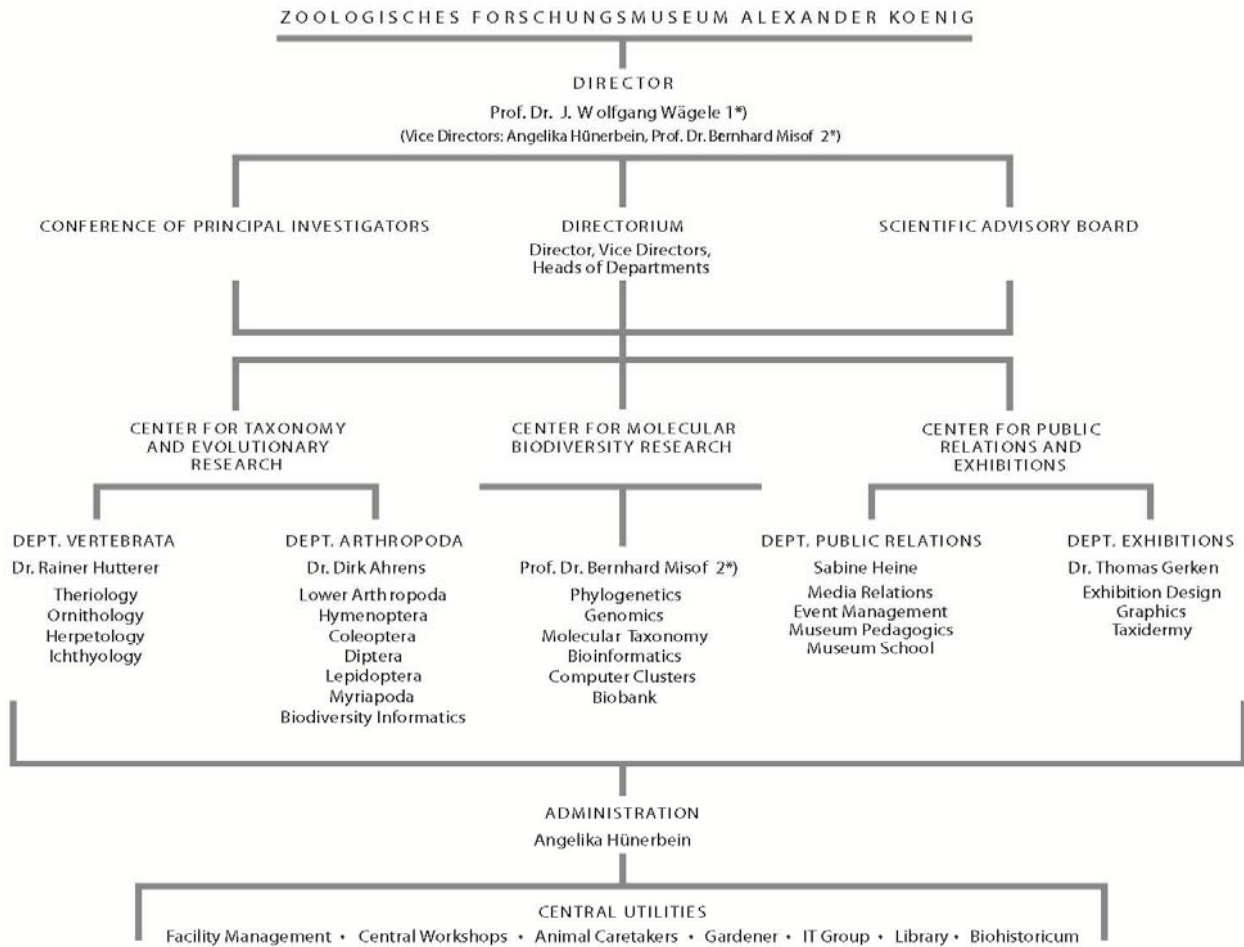 ZOOLOGISCHES FORSCHUNGSMUSEUM ALEXANDER KOENIG
DIRECTOR
Prof. Dr. J. Wolfgang Wägele 1*)
(Vice Directors: Angelika Hünerbein, Prof. Dr. Bernhard Misof 2*)
CONFERENCE OF PRINCIPAL INVESTIGATORS
DIRECTORIUM
Director, Vice Directors,
Heads of Departments
SCIENTIFIC ADVISORY BOARD
CENTER FOR TAXONOMY
AND EVOLUTIONARY
RESEARCH
CENTER FOR MOLECULAR
BIODIVERSITY RESEARCH
CENTER FOR PUBLIC
RELATIONS AND
EXHIBITIONS
DEPT. VERTEBRATA
Dr. Rainer Hutterer
Theriology
Ornithology
Herpetology
Ichthyology
DEPT. ARTHROPODA
Dr. Dirk Ahrens
Lower Arthropoda
Hymenoptera
Coleoptera
Diptera
Lepidoptera
Myriapoda
Biodiversity Informatics
Prof. Dr. Bernhard Misof 2*)
Phylogenetics
Genomics
Molecular Taxonomy
Bioinformatics
Computer Clusters
Biobank
DEPT. PUBLIC RELATIONS
Sabine Heine
Media Relations
Event Management
Museum Pedagogics
Museum School
DEPT. EXHIBITIONS
Dr. Thomas Gerken
Exhibition Design
Graphics
Taxidermy
ADMINISTRATION
Angelika Hünerbein
CENTRAL UTILITIES
Facility Management • Central Workshops • Animal Caretakers • Gardener • IT Group • Library • Biohistoricum